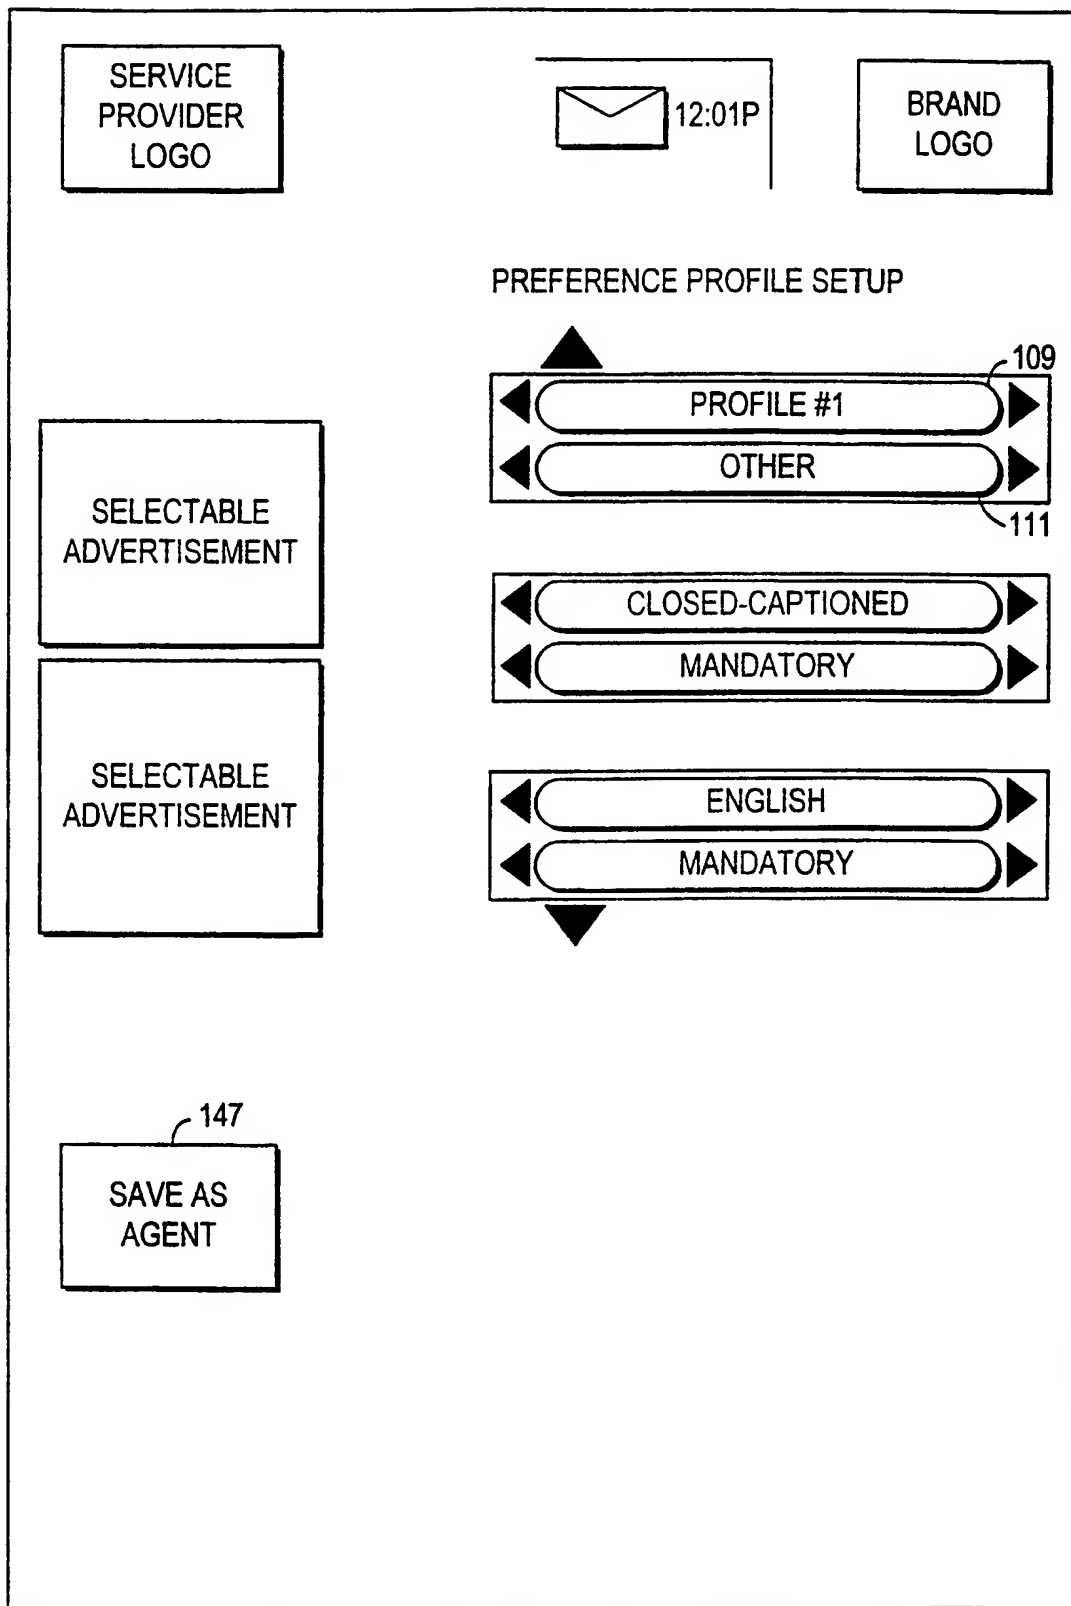 SERVICE
PROVIDER
LOGO
12:01P
BRAND
LOGO
PREFERENCE PROFILE SETUP
109
PROFILE #1
OTHER
111
SELECTABLE
ADVERTISEMENT
CLOSED-CAPTIONED
MANDATORY
SELECTABLE
ADVERTISEMENT
ENGLISH
MANDATORY
147
SAVE AS
AGENT